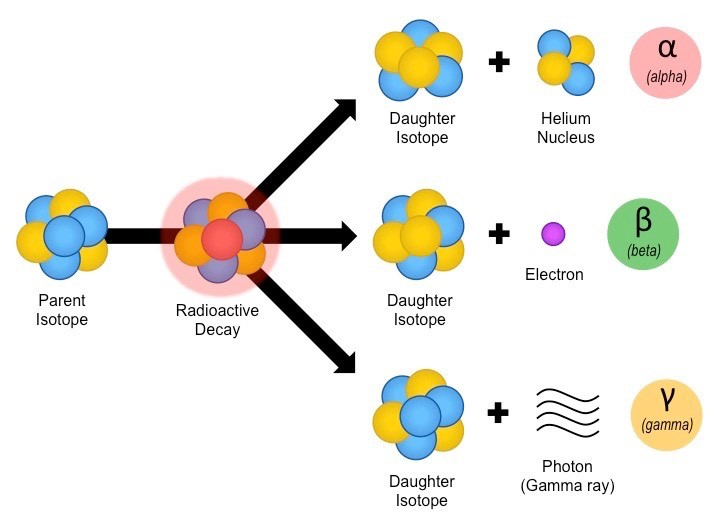 Parent
Isotope
Radioactive
Decay
Daughter
Isotope
+
Helium
Nucleus
α
(alpha)
Daughter
Isotope
+
Electron
β
(beta)
Daughter
Isotope
+
Photon
(Gamma ray)
γ
(gamma)